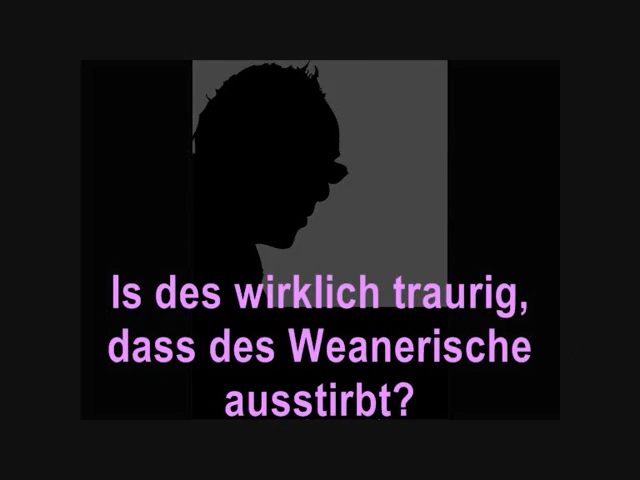 Is des wirklich traurig,
dass des Weanerische
ausstirbt?